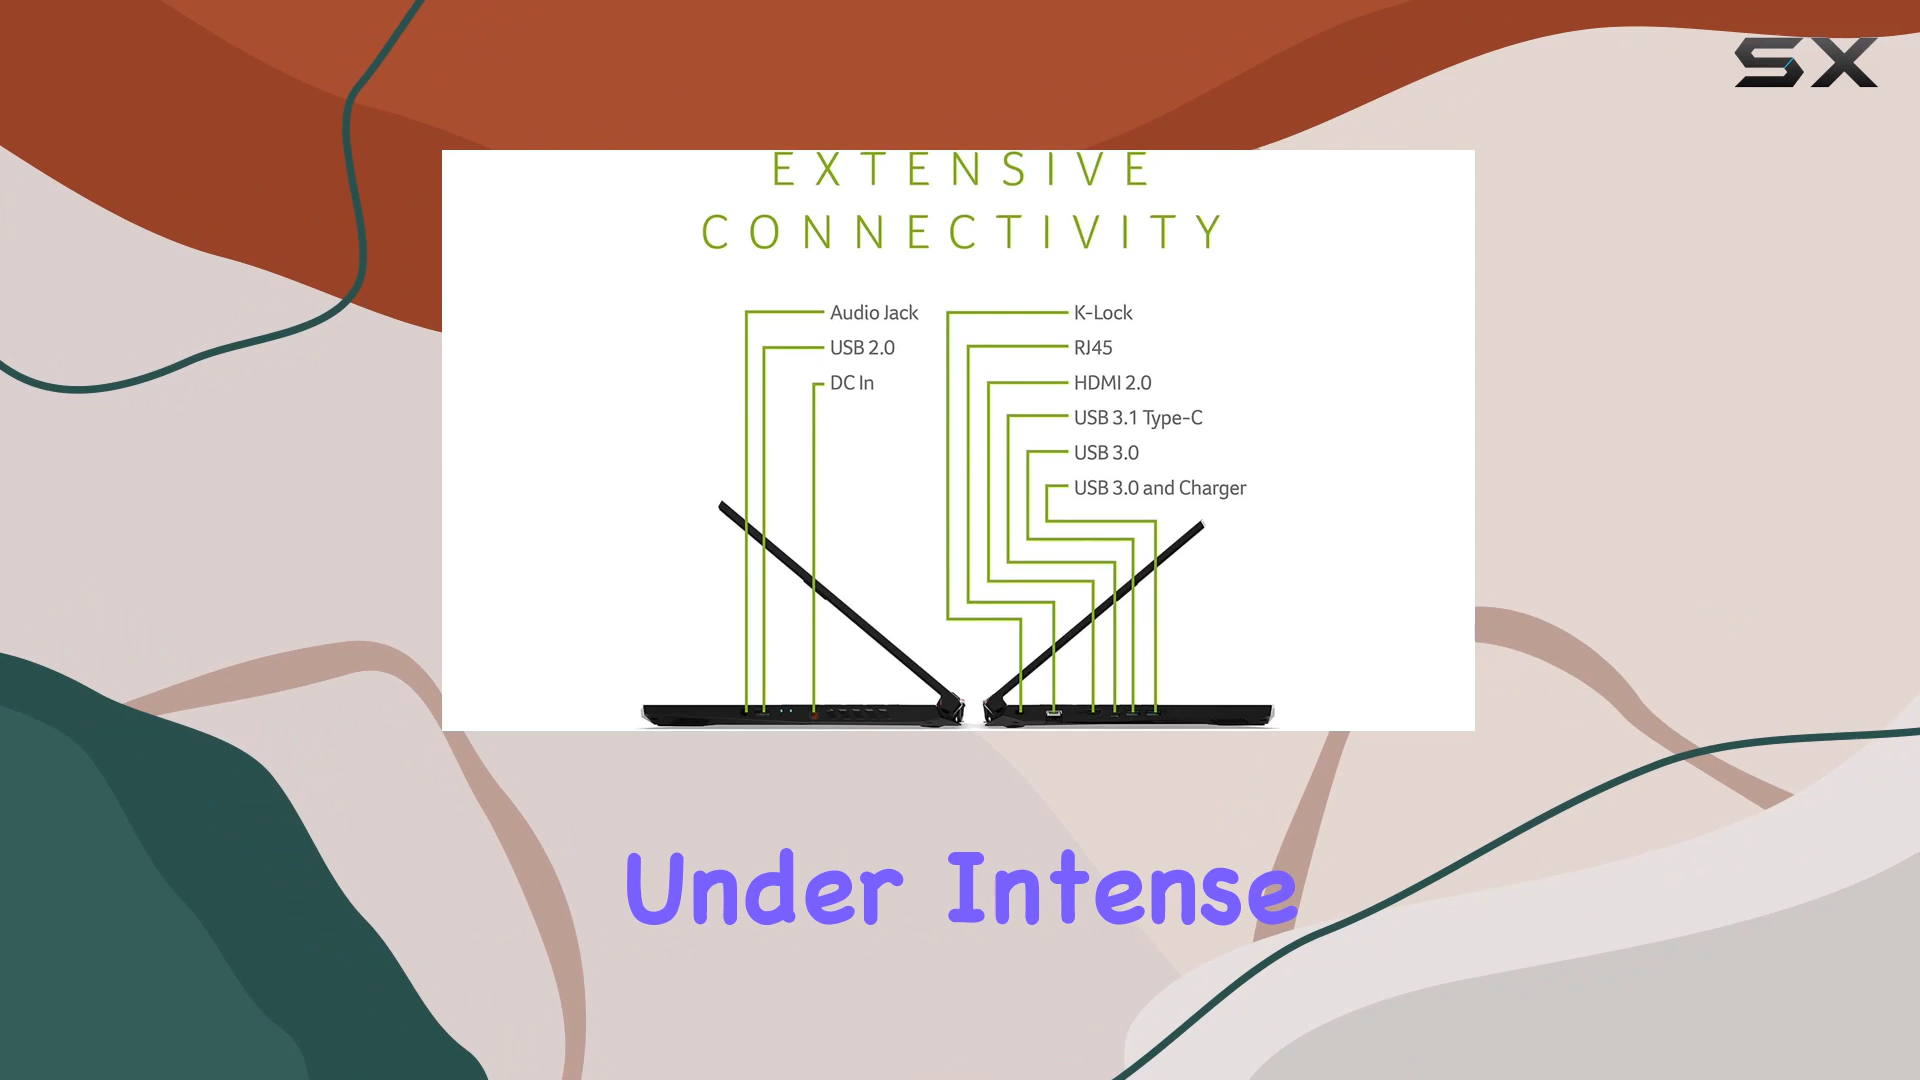 SX
EXTENSIVE
CONNECTIVITY
Audio Jack
USB 2.0
DC In
K-Lock
RJ45
HDMI 2.0
USB 3.1 Type-C
USB 3.0
USB 3.0 and Charger
Under Intense